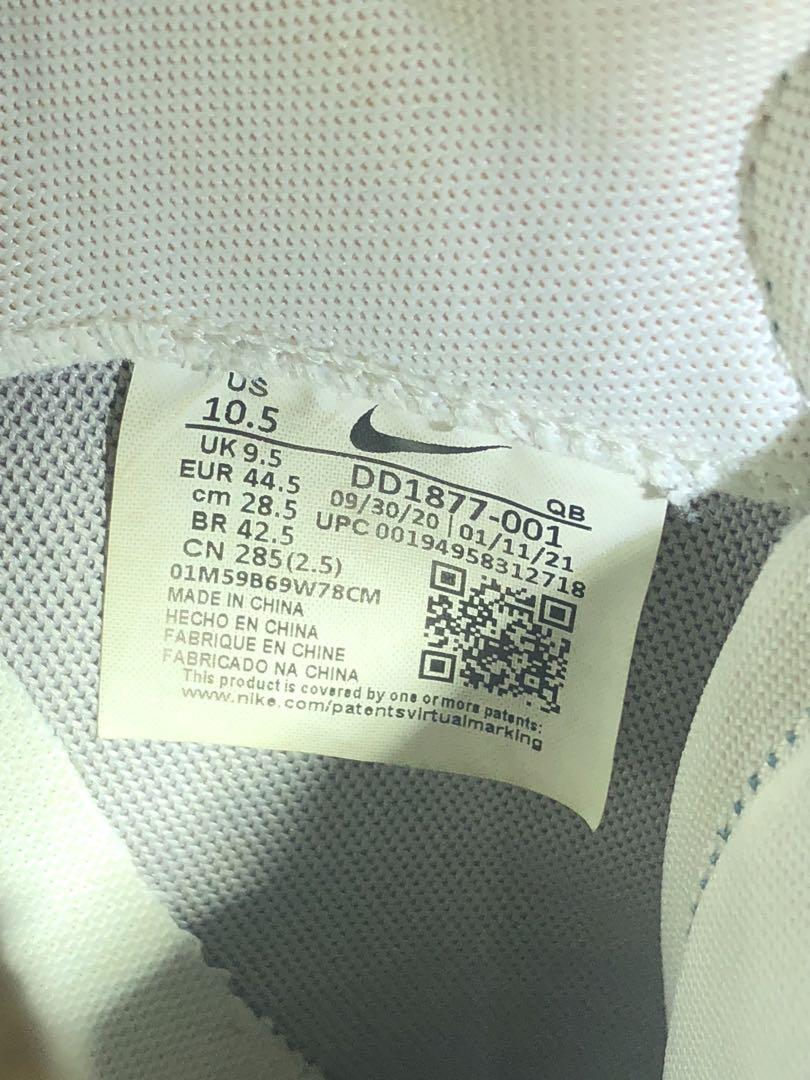 US
10.5
UK 9.5
EUR 44.5
cm 28.5
BR 42.5
CN 285(2.5)
QB
DD1877-001
09/30/20 | 01/11/21
UPC 00194958312718
01M59B69W78CM
MADE IN CHINA
HECHO EN CHINA
FABRIQUE EN CHINE
FABRICADO NA CHINA
This product is covered by one or more patents:
www.nike.com/patentsvirtualmarking